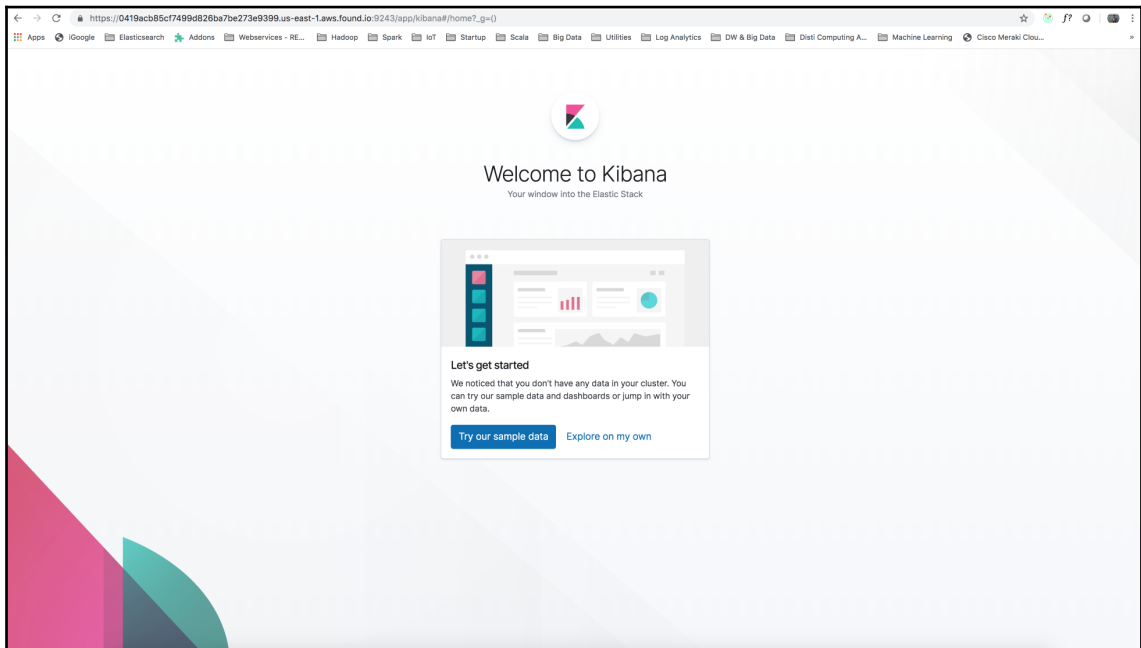 https://0419acb85cf7499d826ba7be273e9399.us-east-1.aws.found.io:9243/app/kibana#/home?_g=()
f?
Apps iGoogle Elasticsearch Addons Webservices - RE... Hadoop Spark IoT Startup Scala Big Data Utilities Log Analytics DW & Big Data Disti Computing A... Machine Learning Cisco Meraki Clou... »
Welcome to Kibana
Your window into the Elastic Stack
Let's get started
We noticed that you don't have any data in your cluster. You
can try our sample data and dashboards or jump in with your
own data.
Try our sample data Explore on my own